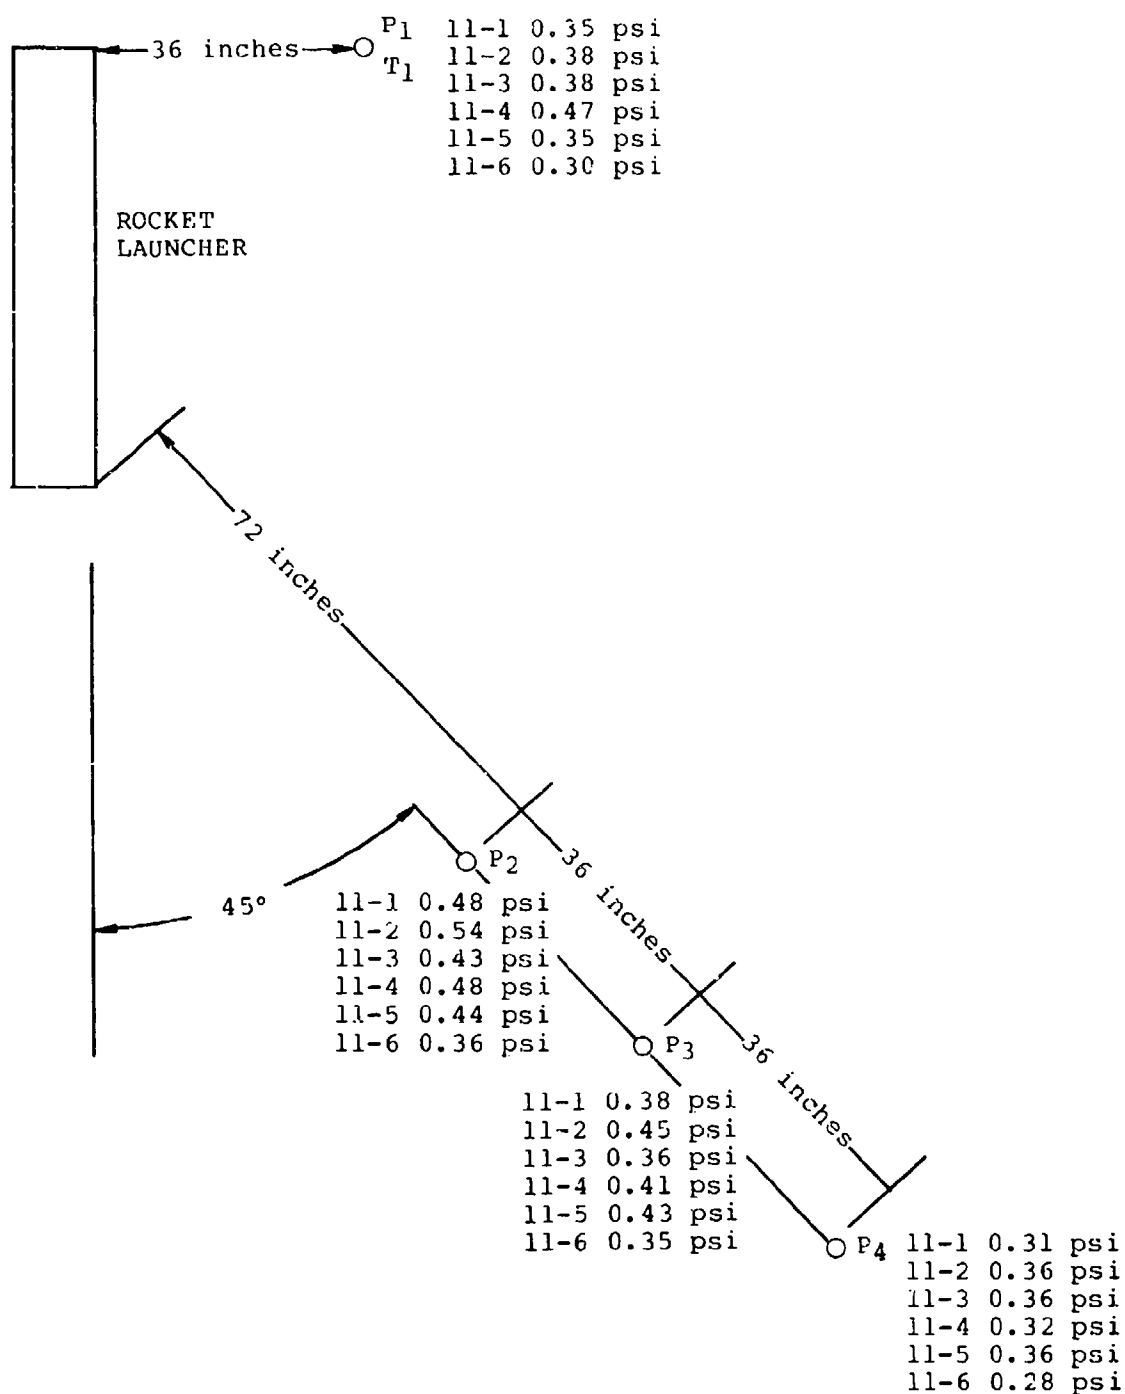 36 inches
P1
T1
11-1 0.35 psi
11-2 0.38 psi
11-3 0.38 psi
11-4 0.47 psi
11-5 0.35 psi
11-6 0.30 psi
ROCKET
LAUNCHER
72 inches
45°
P2
11-1 0.48 psi
11-2 0.54 psi
11-3 0.43 psi
11-4 0.48 psi
11-5 0.44 psi
11-6 0.36 psi
36 inches
P3
11-1 0.38 psi
11-2 0.45 psi
11-3 0.36 psi
11-4 0.41 psi
11-5 0.43 psi
11-6 0.35 psi
36 inches
P4
11-1 0.31 psi
11-2 0.36 psi
11-3 0.36 psi
11-4 0.32 psi
11-5 0.36 psi
11-6 0.28 psi